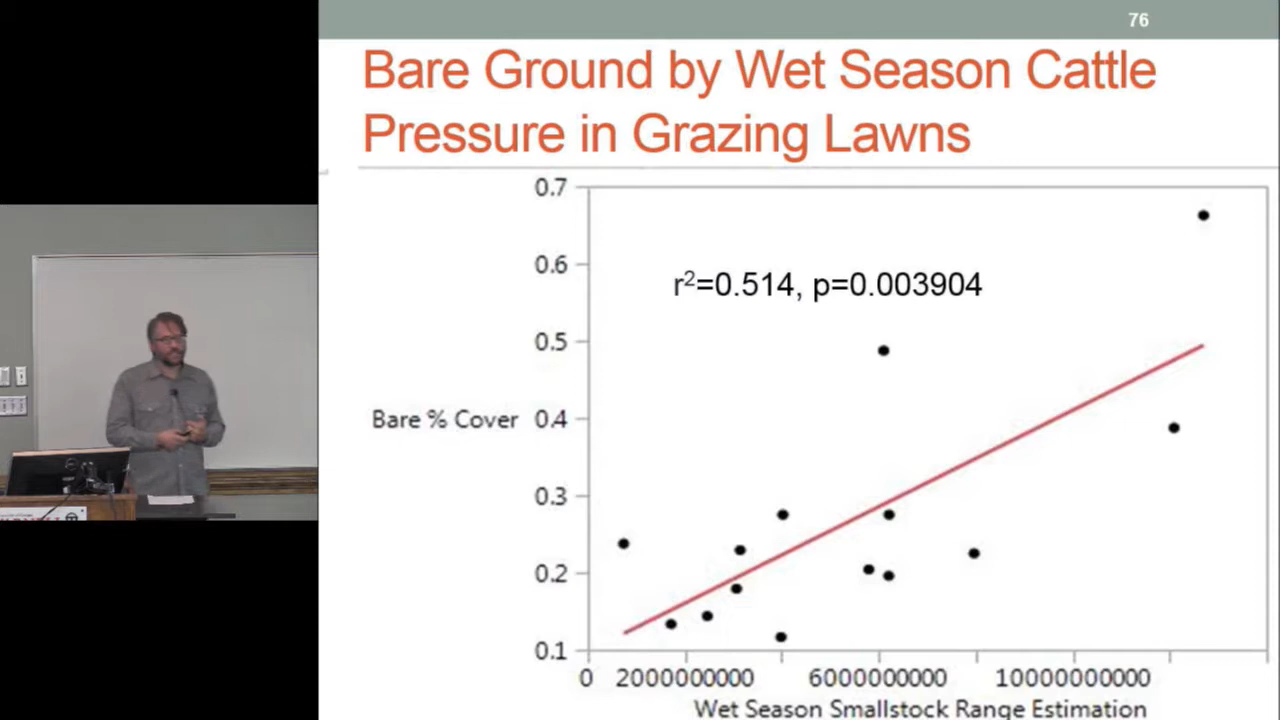 76
Bare Ground by Wet Season Cattle
Pressure in Grazing Lawns
0.7
r²=0.514, p=0.003904
0.6
0.5
Bare % Cover 0.4
0.3
0.2
0.1
0 2000000000 6000000000 10000000000
Wet Season Smallstock Range Estimation